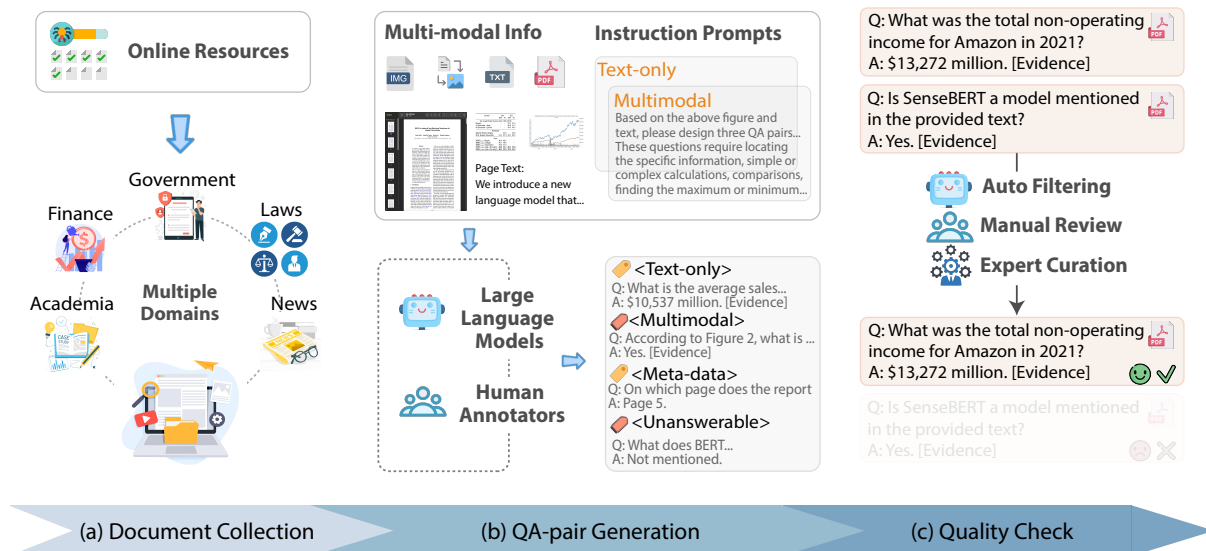 Online Resources
Government
Finance
Laws
Academia
Multiple
Domains
News
Multi-modal Info
IMG
TXT
PDF
Page Text:
We introduce a new
language model that...
Instruction Prompts
Text-only
Multimodal
Based on the above figure and
text, please design three QA pairs...
These questions require locating
the specific information, simple or
complex calculations, comparisons,
finding the maximum or minimum...
Large
Language
Models
Human
Annotators
<Text-only>
Q: What is the average sales...
A: $10,537 million. [Evidence]
<Multimodal>
Q: According to Figure 2, what is ...
A: Yes. [Evidence]
<Meta-data>
Q: On which page does the report
A: Page 5.
<Unanswerable>
Q: What does BERT...
A: Not mentioned.
Q: What was the total non-operating
income for Amazon in 2021?
A: $13,272 million. [Evidence]
PDF
Q: Is SenseBERT a model mentioned
in the provided text?
A: Yes. [Evidence]
PDF
Auto Filtering
Manual Review
Expert Curation
Q: What was the total non-operating
income for Amazon in 2021?
A: $13,272 million. [Evidence]
PDF
Q: Is SenseBERT a model mentioned
in the provided text?
A: Yes. [Evidence]
PDF
(a) Document Collection
(b) QA-pair Generation
(c) Quality Check